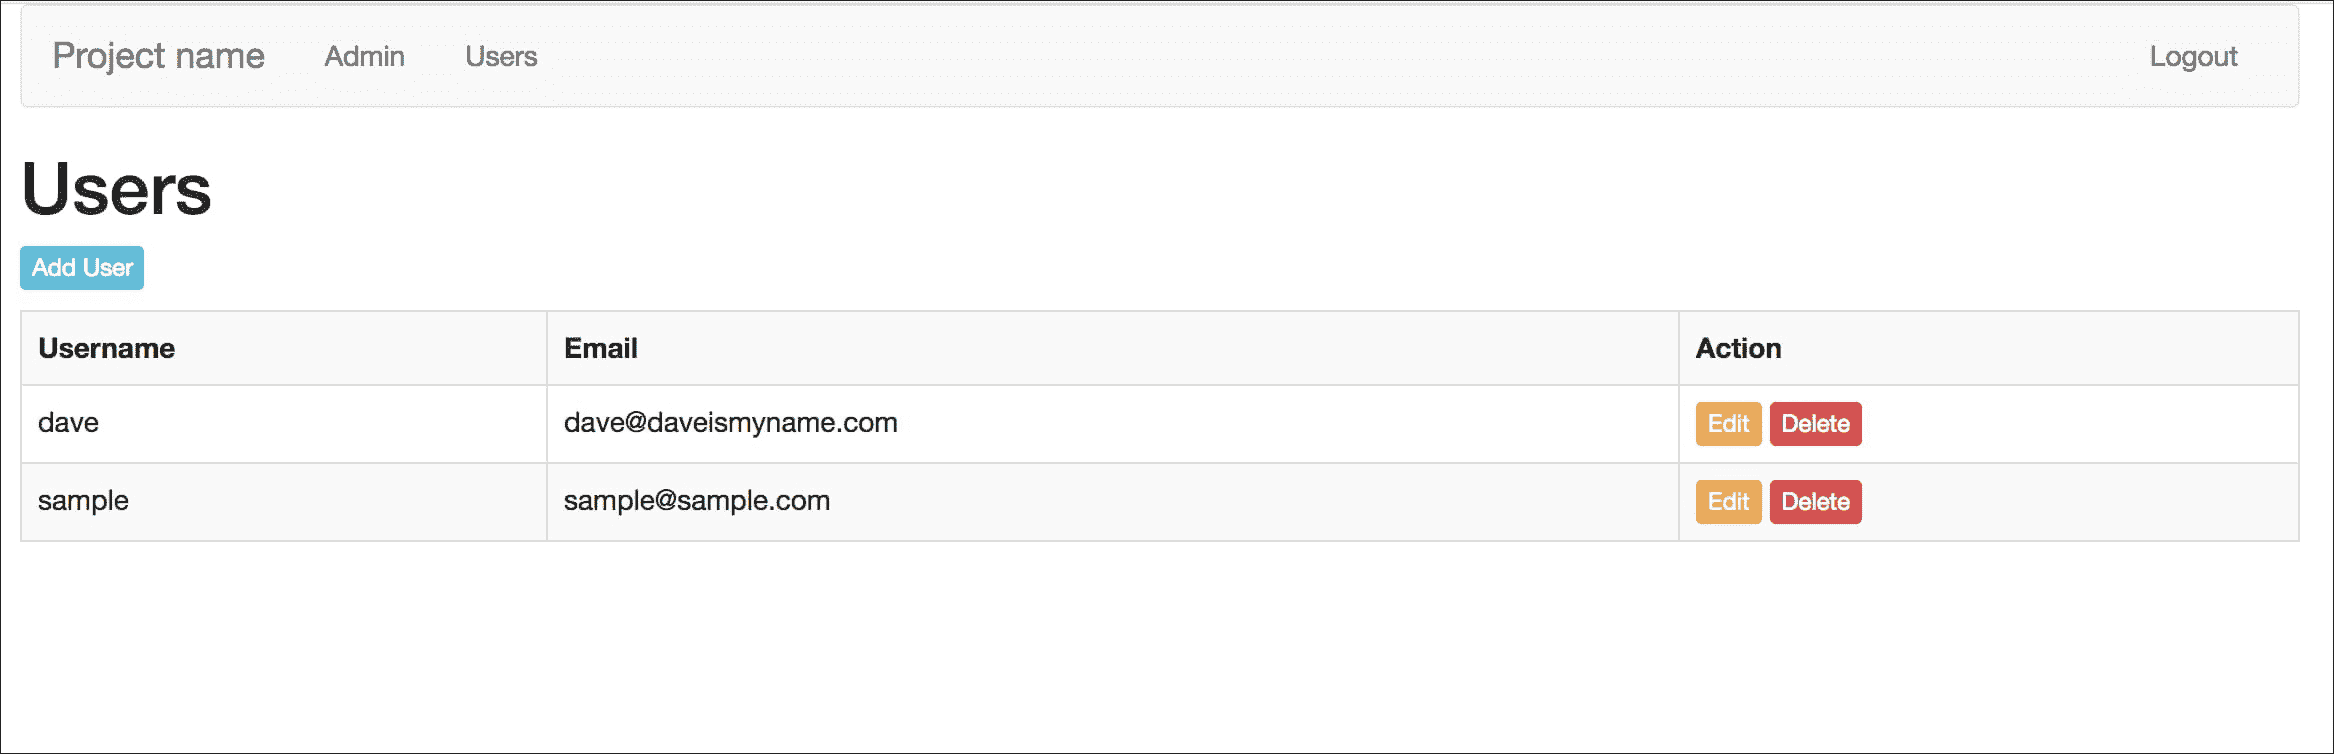 Project name Admin Users Logout
Users
Add User
Username Email Action
dave dave@daveismyname.com Edit Delete
sample sample@sample.com Edit Delete